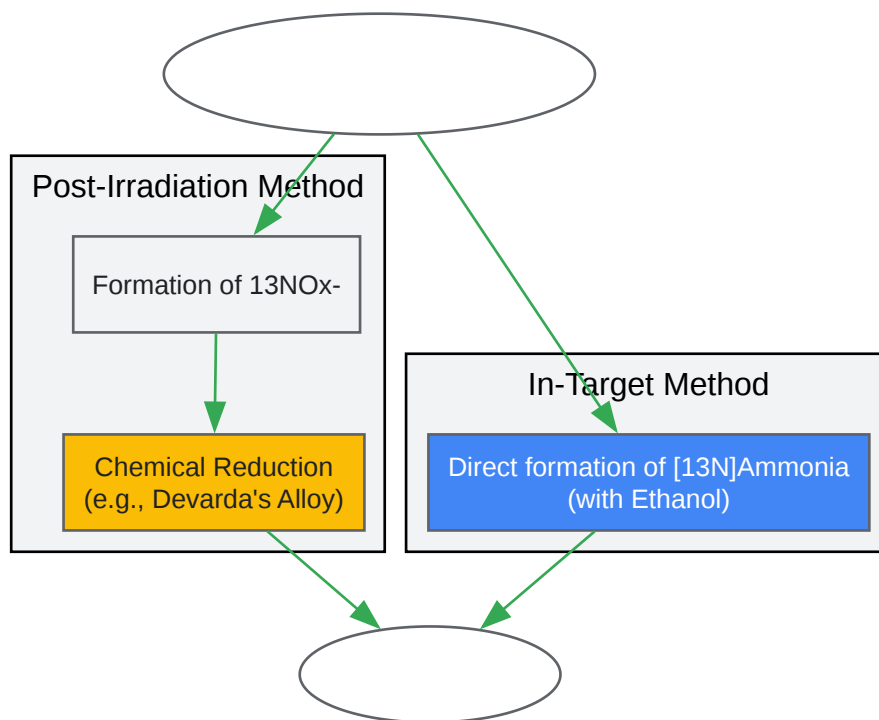 Post-Irradiation Method
Formation of 13NOx-
In-Target Method
Chemical Reduction
(e.g., Devarda's Alloy)
Direct formation of [13N]Ammonia
(with Ethanol)